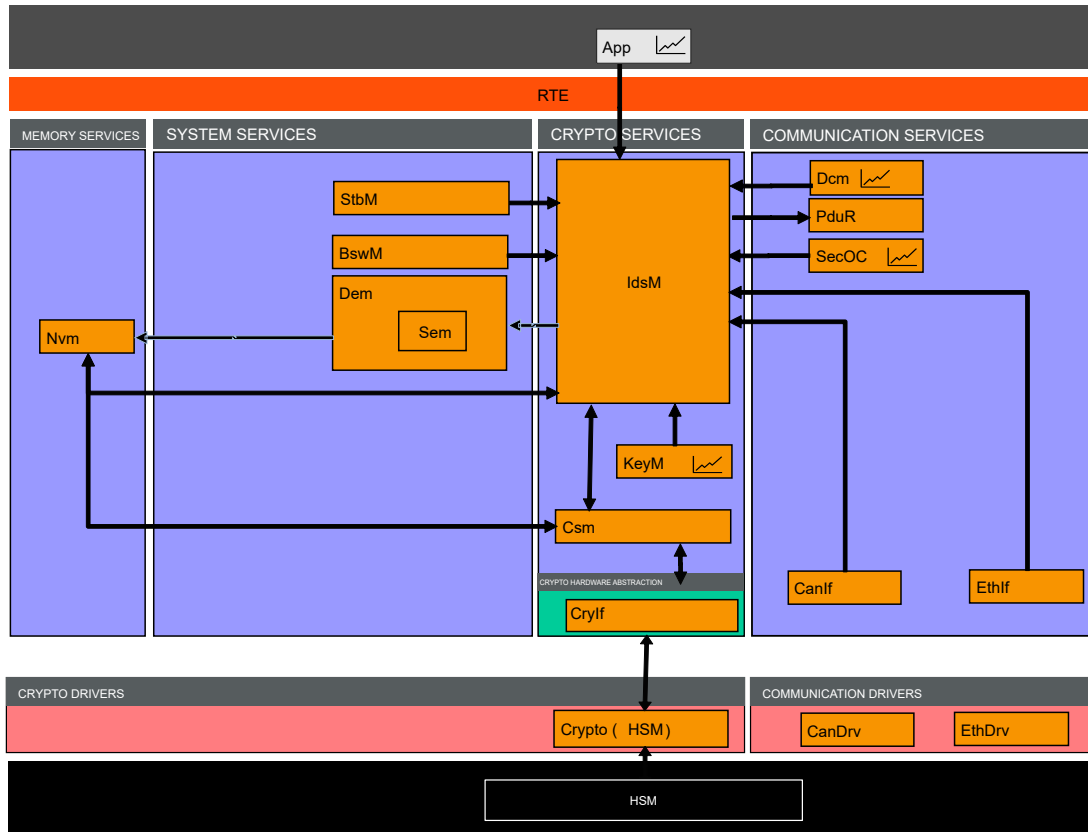 App
RTE
MEMORY SERVICES
SYSTEM SERVICES
CRYPTO SERVICES
COMMUNICATION SERVICES
StbM
BswM
Dem
Sem
Nvm
IdsM
Dcm
PduR
SecOC
KeyM
Csm
CRYPTO HARDWARE ABSTRACTION
CryIf
CanIf
EthIf
CRYPTO DRIVERS
COMMUNICATION DRIVERS
Crypto ( HSM )
CanDrv
EthDrv
HSM